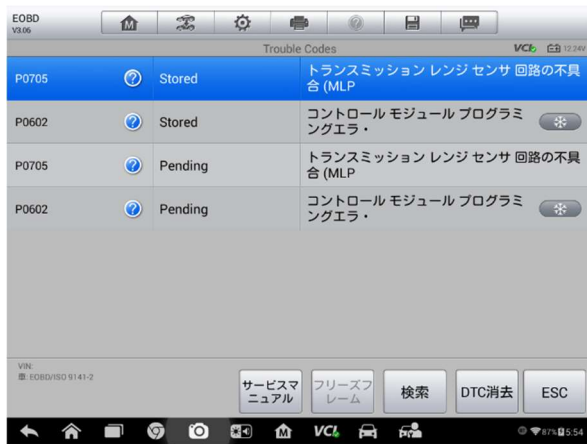 EOBD
V3.06
Trouble Codes
VCI 12.24V
P0705 Stored トランスミッション レンジ センサ 回路の不具
合 (MLP
P0602 Stored コントロール モジュール プログラミ
ングエラ・
P0705 Pending トランスミッション レンジ センサ 回路の不具
合 (MLP
P0602 Pending コントロール モジュール プログラミ
ングエラ・
VIN:
車: EOBD/ISO 9141-2
サービスマ
ニュアル
フリーズフ
レーム
検索
DTC消去
ESC
VCI
87% 5:54